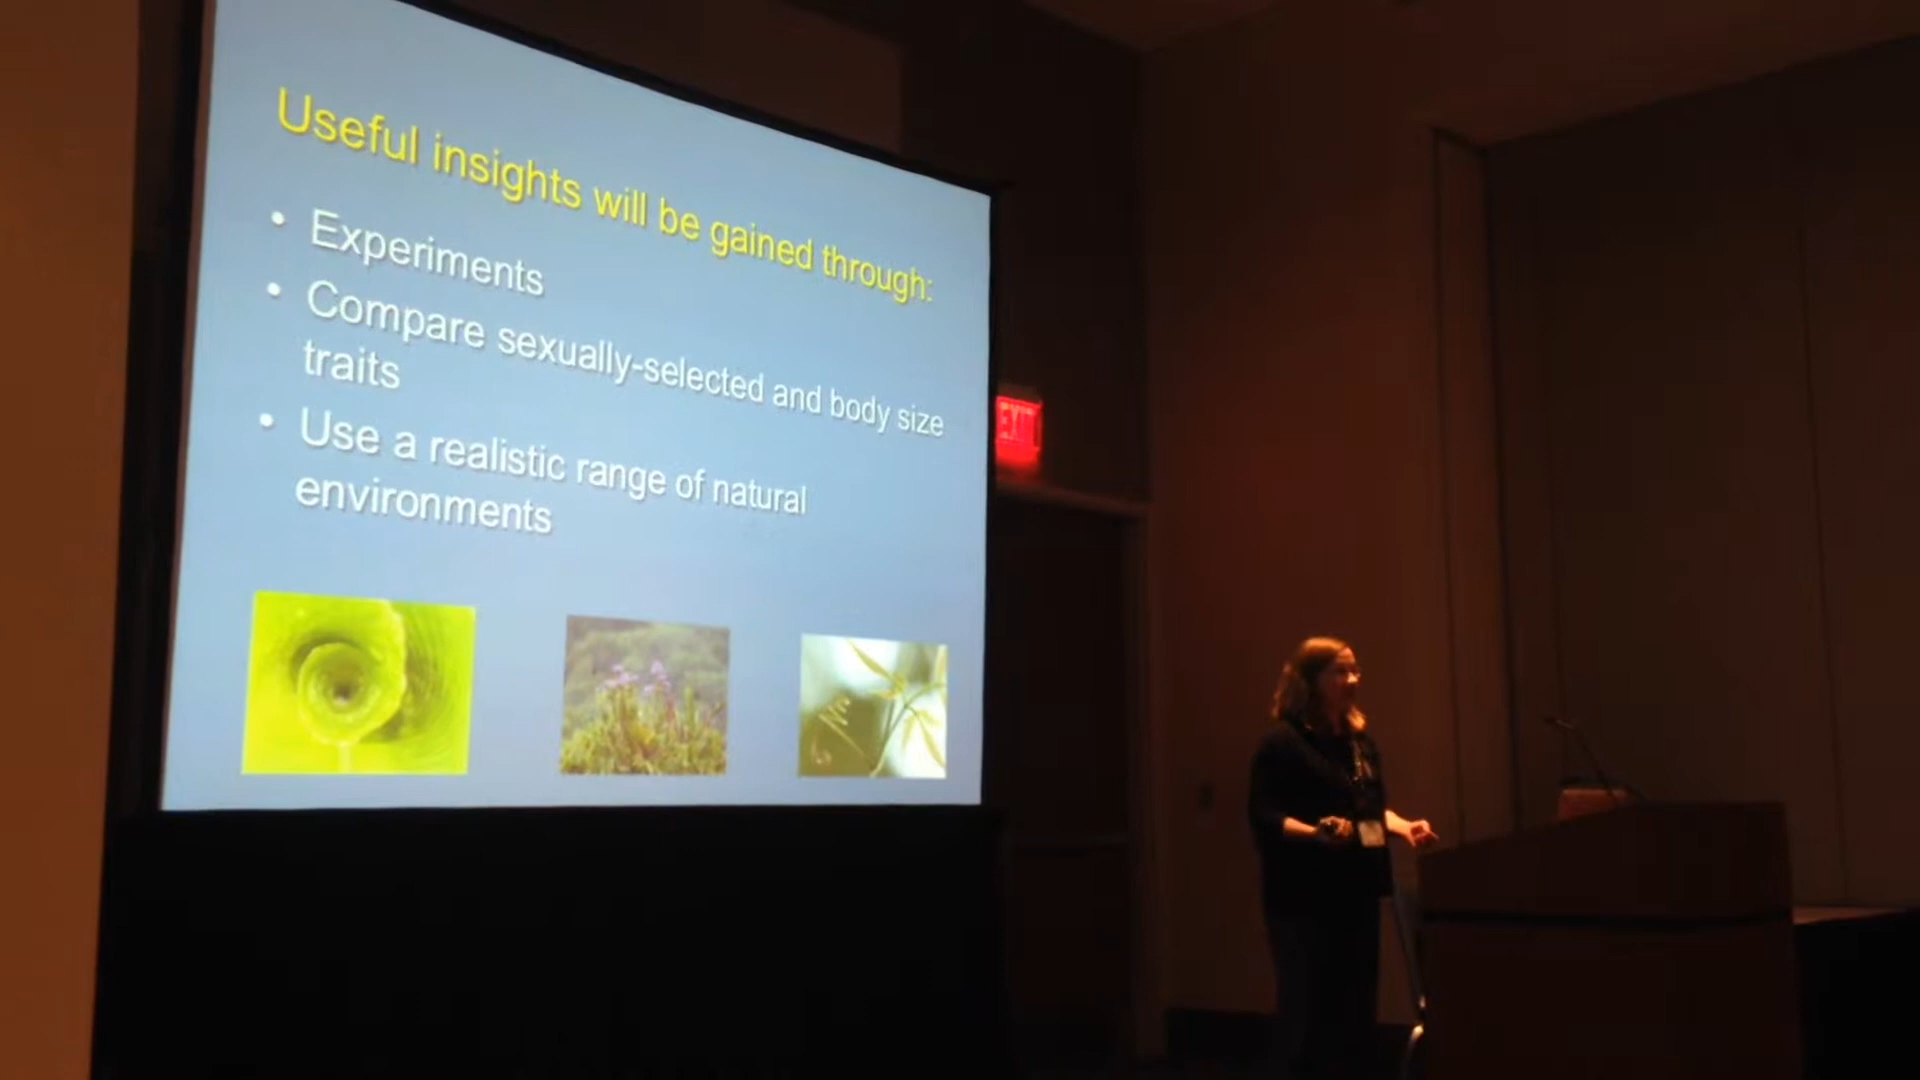 Useful insights will be gained through:
• Experiments
• Compare sexually-selected and body size
traits
• Use a realistic range of natural
environments
EXIT